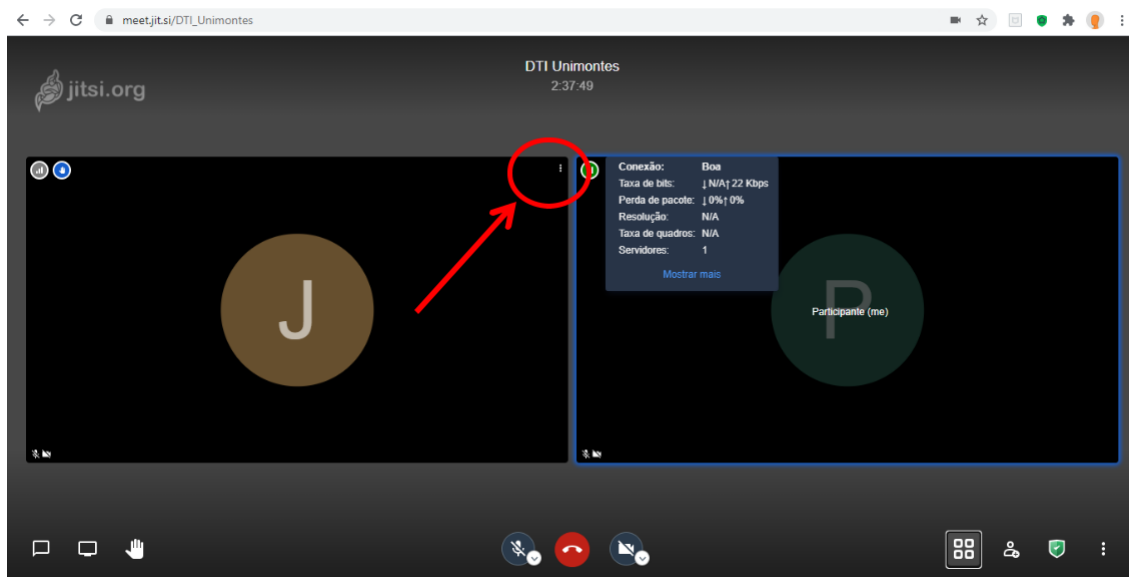 meet.jit.si/DTI_Unimontes
jitsi.org
DTI Unimontes
2:37:49
Conexão: Boa
Taxa de bits: ↓N/A↑ 22 Kbps
Perda de pacote: ↓0%↑ 0%
Resolução: N/A
Taxa de quadros: N/A
Servidores: 1
Mostrar mais
J
P
Participante (me)